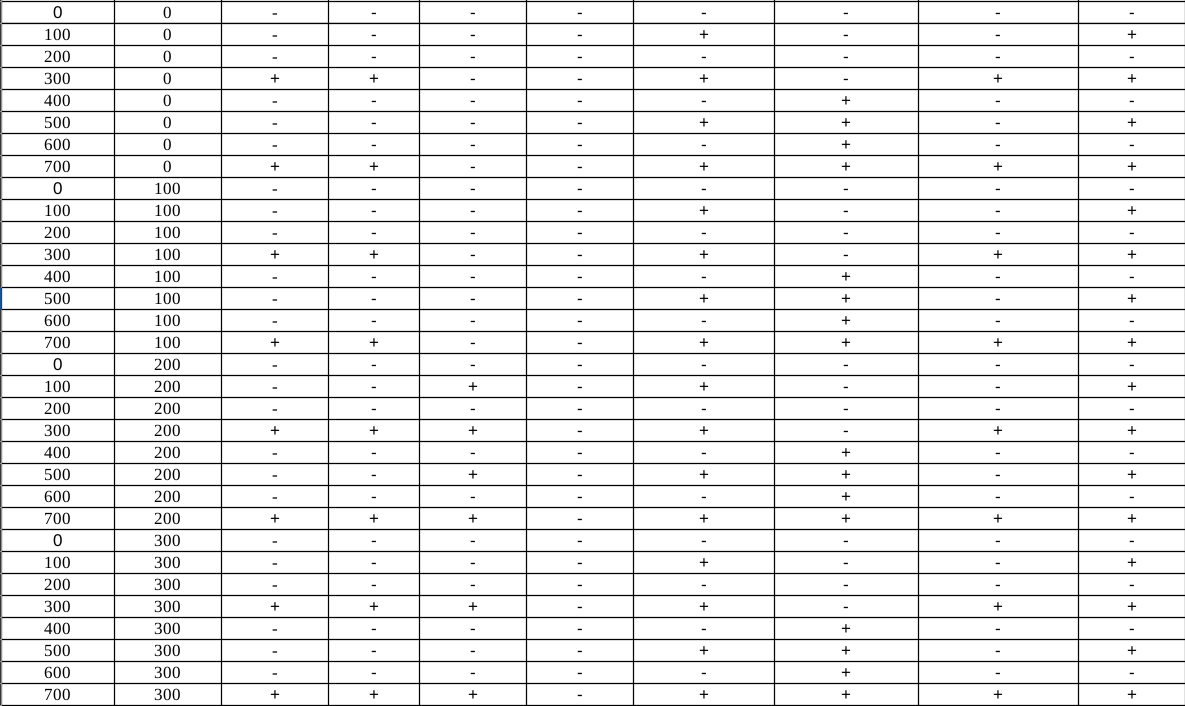 0 0 - - - - - - - -
100 0 - - - - + - - +
200 0 - - - - - - - -
300 0 + + - - + - + +
400 0 - - - - - + - -
500 0 - - - - + + - +
600 0 - - - - - + - -
700 0 + + - - + + + +
0 100 - - - - - - - -
100 100 - - - - + - - +
200 100 - - - - - - - -
300 100 + + - - + - + +
400 100 - - - - - + - -
500 100 - - - - + + - +
600 100 - - - - - + - -
700 100 + + - - + + + +
0 200 - - - - - - - -
100 200 - - + - + - - +
200 200 - - - - - - - -
300 200 + + + - + - + +
400 200 - - - - - + - -
500 200 - - + - + + - +
600 200 - - - - - + - -
700 200 + + + - + + + +
0 300 - - - - - - - -
100 300 - - - - + - - +
200 300 - - - - - - - -
300 300 + + + - + - + +
400 300 - - - - - + - -
500 300 - - - - + + - +
600 300 - - - - - + - -
700 300 + + + - + + + +